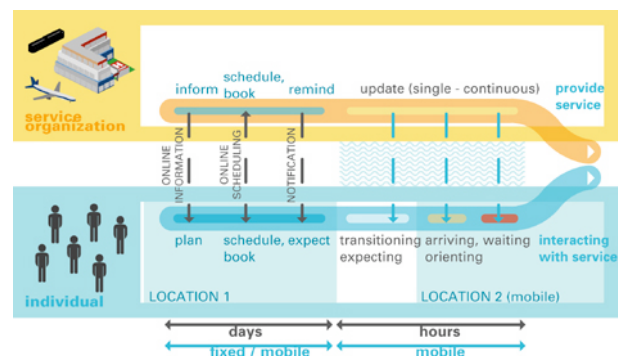 inform
schedule,
book
remind
update (single - continuous)
provide
service
service
organization
ONLINE
INFORMATION
ONLINE
SCHEDULING
NOTIFICATION
plan
schedule,
book
expect
transitioning
expecting
arriving,
orienting
waiting
interacting
with service
individual
LOCATION 1
LOCATION 2 (mobile)
days
hours
fixed / mobile
mobile